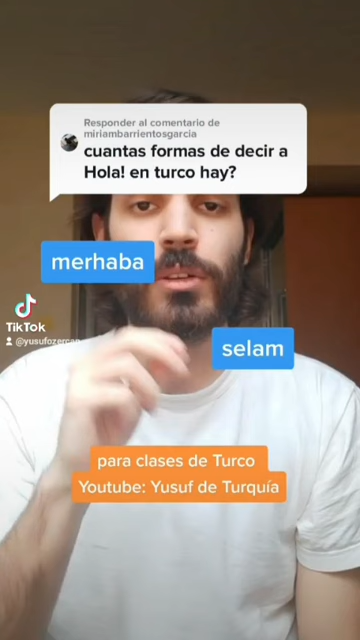 Responder al comentario de
miriambarrientosgarcia
cuantas formas de decir a
Hola! en turco hay?
merhaba
TikTok
selam
para clases de Turco
Youtube: Yusuf de Turquía